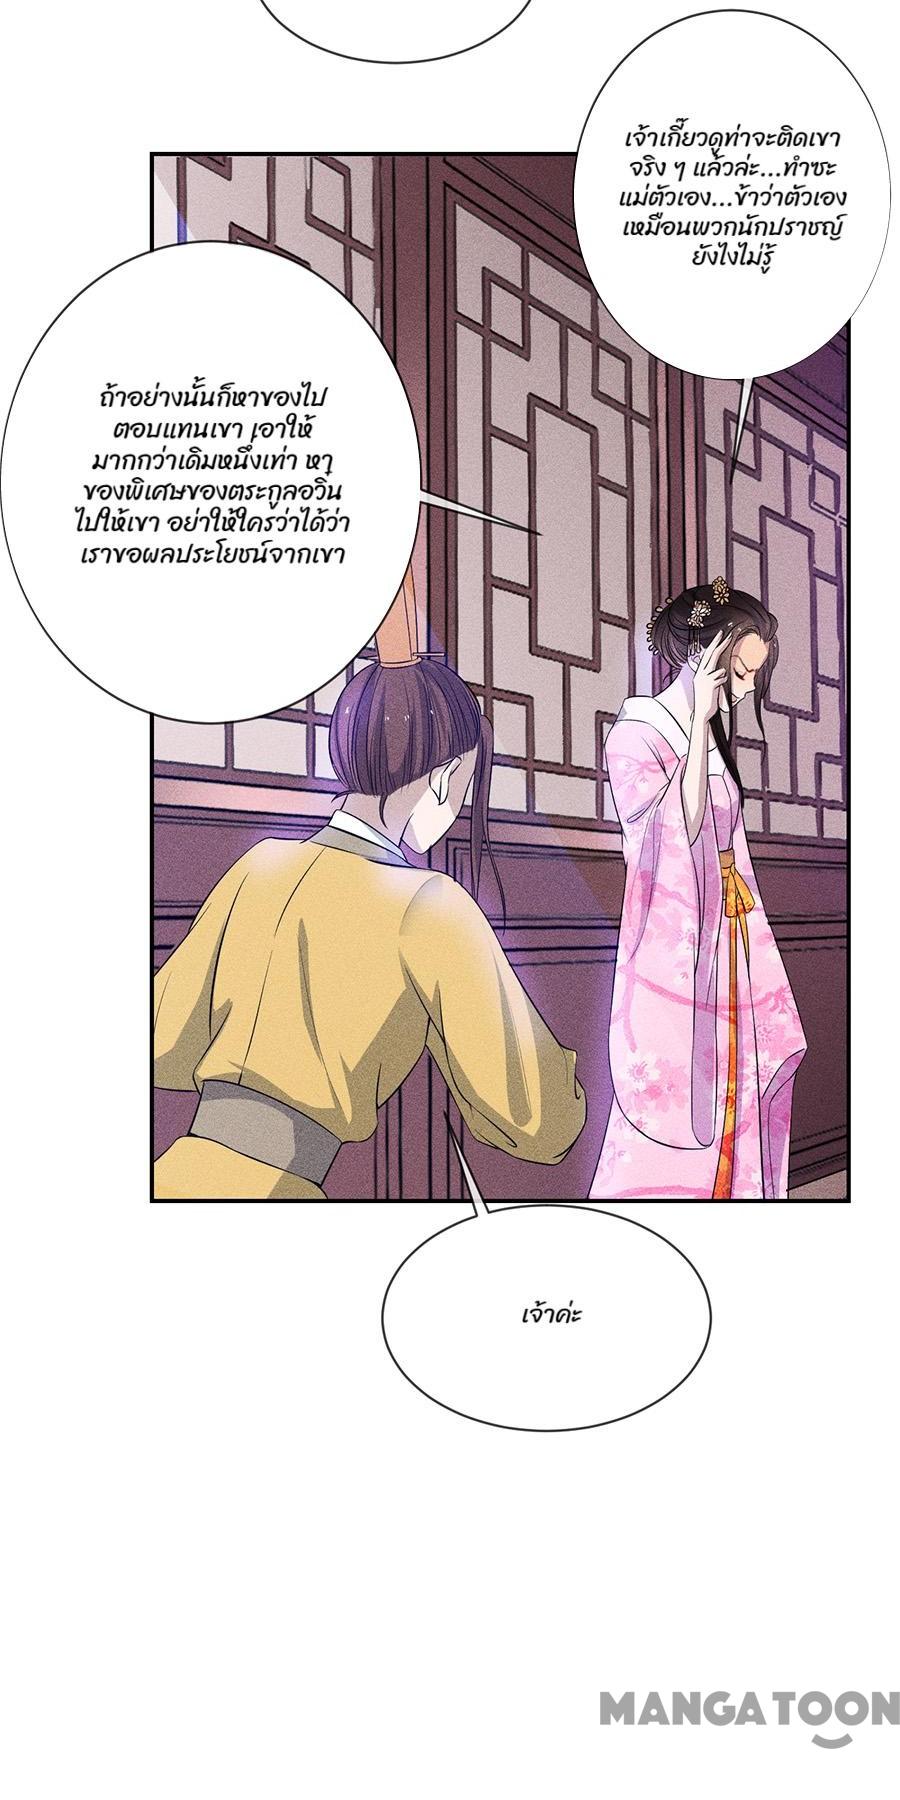 เจ้าเกี๊ยวดูท่าจะติดเขา
จริง ๆ แล้วล่ะ...ทำซะ
แม่ตัวเอง...ข้าว่าตัวเอง
เหมือนพวกนักปราชญ์
ยังไงไม่รู้
ถ้าอย่างนั้นก็หาของไป
ตอบแทนเขา เอาให้
มากกว่าเดิมหนึ่งเท่า หา
ของพิเศษของตระกูลอวิ๋น
ไปให้เขา อย่าให้ใครว่าได้ว่า
เราขอผลประโยชน์จากเขา
เจ้าค่ะ
MANGATOON